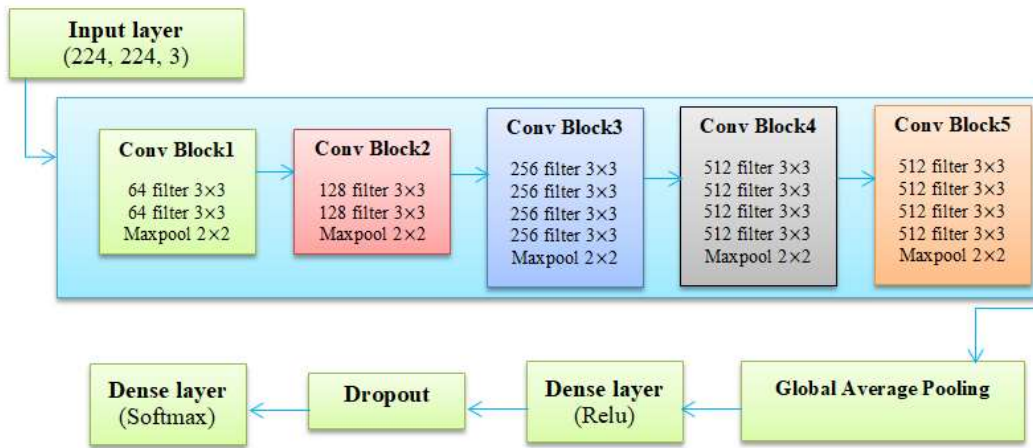 Input layer
(224, 224, 3)
Conv Block1
64 filter 3×3
64 filter 3×3
Maxpool 2×2
Conv Block2
128 filter 3×3
128 filter 3×3
Maxpool 2×2
Conv Block3
256 filter 3×3
256 filter 3×3
256 filter 3×3
256 filter 3×3
Maxpool 2×2
Conv Block4
512 filter 3×3
512 filter 3×3
512 filter 3×3
512 filter 3×3
Maxpool 2×2
Conv Block5
512 filter 3×3
512 filter 3×3
512 filter 3×3
512 filter 3×3
Maxpool 2×2
Global Average Pooling
Dense layer
(Relu)
Dropout
Dense layer
(Softmax)